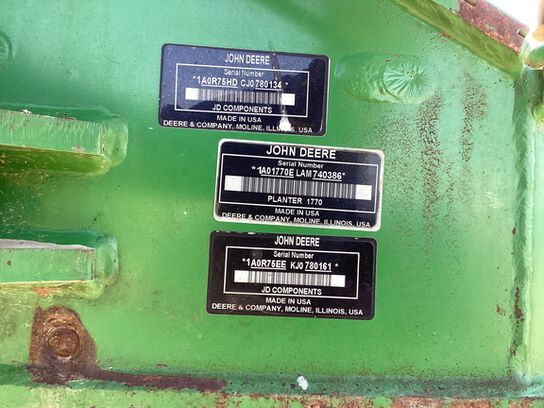 JOHN DEERE
Serial Number
*1A0R75HD CJ0780134*
JD COMPONENTS
MADE IN USA
DEERE & COMPANY, MOLINE, ILLINOIS, USA
JOHN DEERE
Serial Number
*1A01770E LAM740386*
PLANTER 1770
MADE IN USA
DEERE & COMPANY, MOLINE, ILLINOIS, USA
JOHN DEERE
Serial Number
*1A0R75EE KJ0780161*
JD COMPONENTS
MADE IN USA
DEERE & COMPANY, MOLINE, ILLINOIS, USA